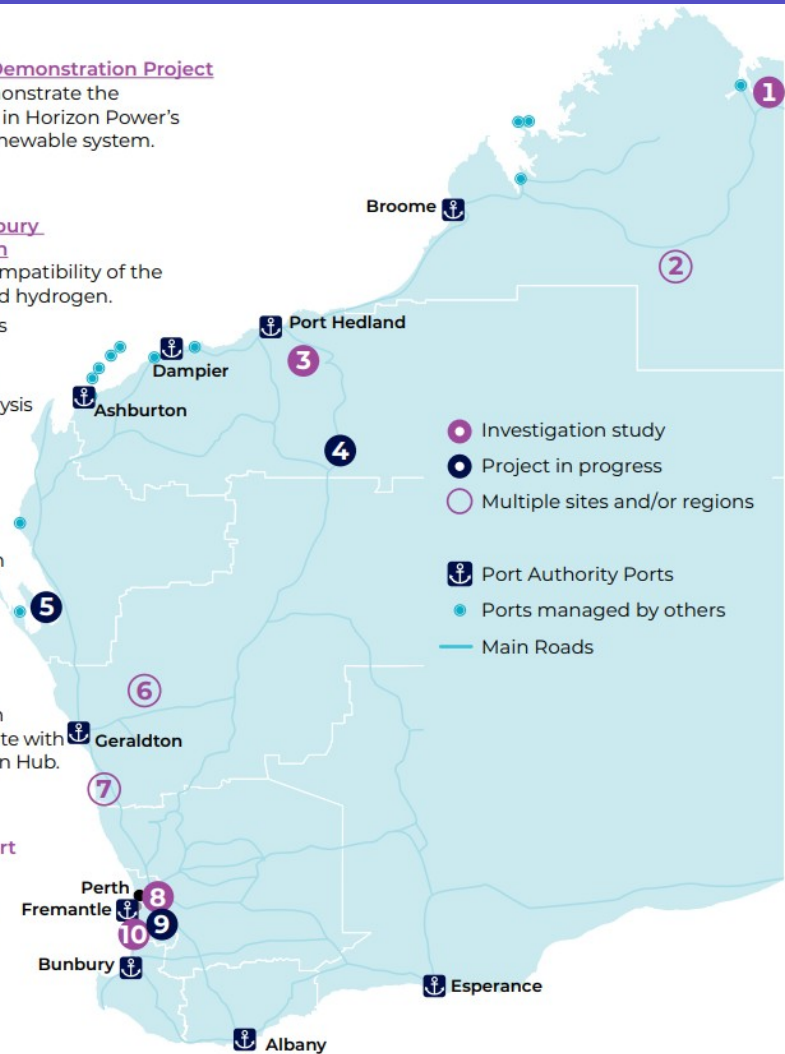 Demonstration Project
onstrate the
in Horizon Power's
newable system.
1
Broome
bury
2
mpatibility of the
d hydrogen.
s
Port Hedland
3
Dampier
ysis
Ashburton
4
Investigation study
Project in progress
Multiple sites and/or regions
Port Authority Ports
Ports managed by others
Main Roads
5
6
te with
Geraldton
n Hub.
7
rt
Perth
8
Fremantle
9
10
Bunbury
Esperance
Albany